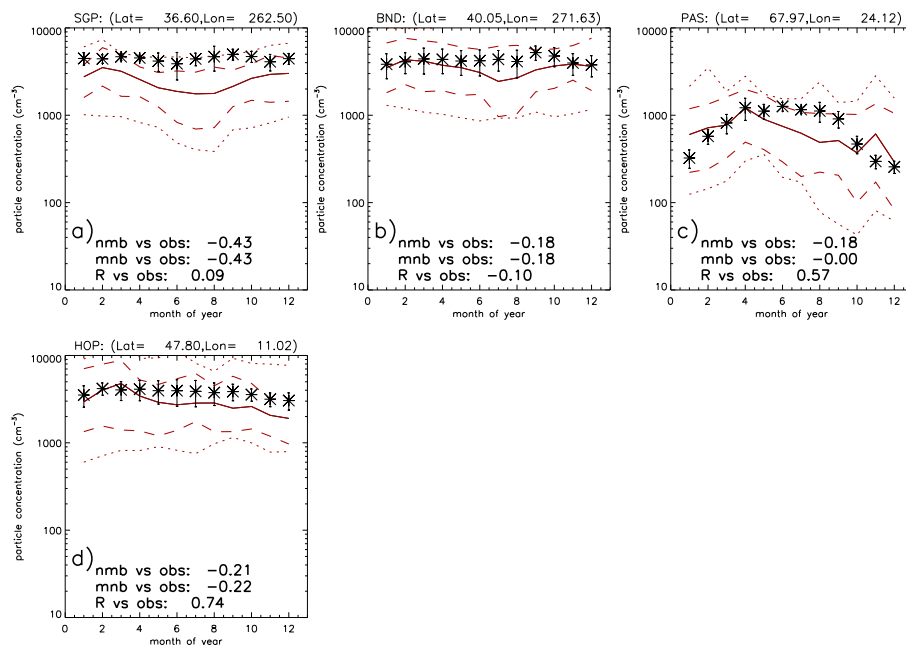 SGP: (Lat= 36.60,Lon= 262.50)
10000
1000
100
10
particle concentration (cm−3)
a)
nmb vs obs: −0.43
mnb vs obs: −0.43
R vs obs: 0.09
0 2 4 6 8 10 12
month of year
BND: (Lat= 40.05,Lon= 271.63)
10000
1000
100
10
particle concentration (cm−3)
b)
nmb vs obs: −0.18
mnb vs obs: −0.18
R vs obs: −0.10
0 2 4 6 8 10 12
month of year
PAS: (Lat= 67.97,Lon= 24.12)
10000
1000
100
10
particle concentration (cm−3)
c)
nmb vs obs: −0.18
mnb vs obs: −0.00
R vs obs: 0.57
0 2 4 6 8 10 12
month of year
HOP: (Lat= 47.80,Lon= 11.02)
10000
1000
100
10
particle concentration (cm−3)
d)
nmb vs obs: −0.21
mnb vs obs: −0.22
R vs obs: 0.74
0 2 4 6 8 10 12
month of year